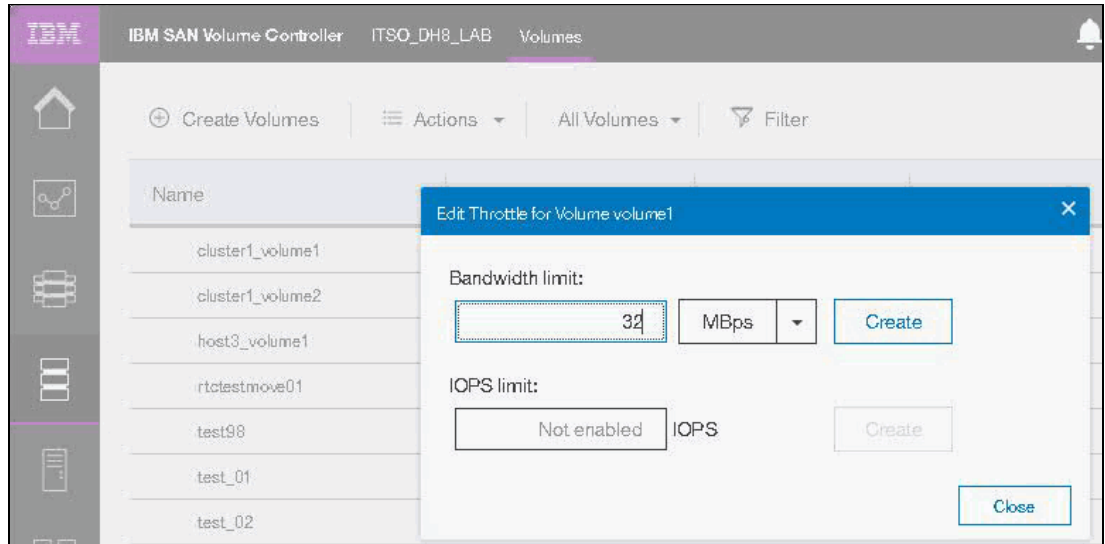 IBM
IBM SAN Volume Controller ITSO_DH8_LAB Volumes
Create Volumes Actions All Volumes Filter
Name
Edit Throttle for Volume volume1
cluster1_volume1
Bandwidth limit:
cluster1_volume2
32 MBps Create
host3_volume1
rtctestmove01
IOPS limit:
test98
Not enabled IOPS Create
test_01
test_02
Close